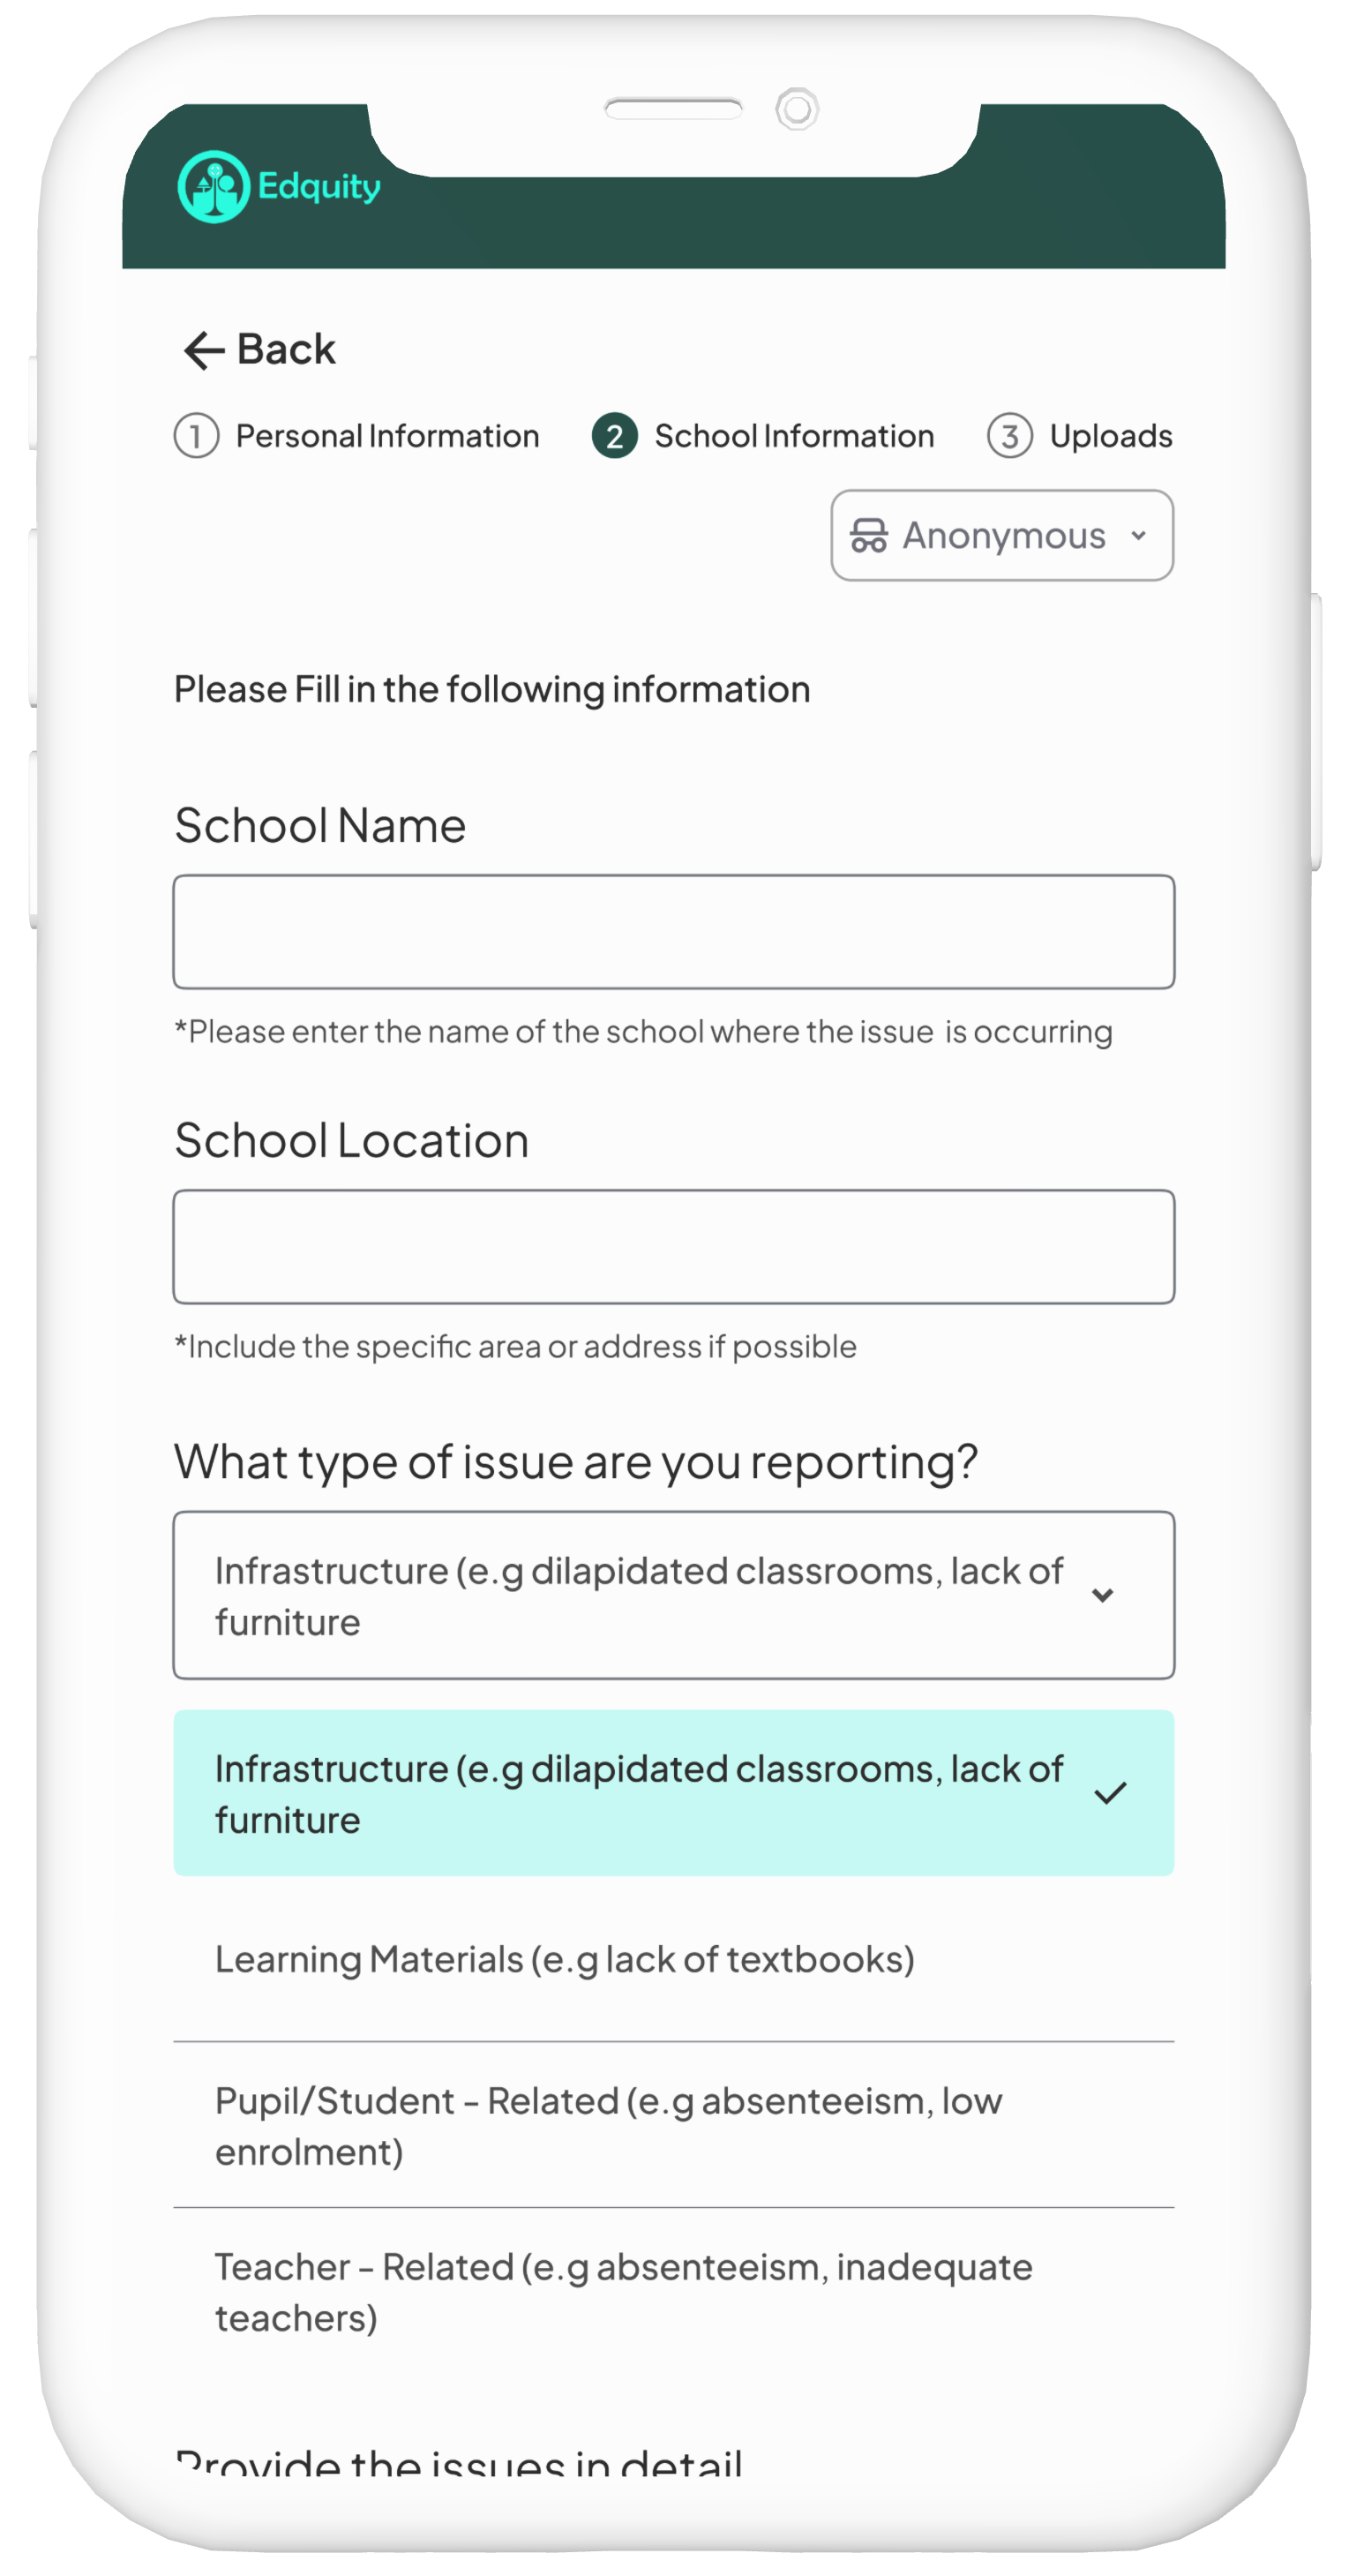 Edquity
Back
1 Personal Information 2 School Information 3 Uploads
Anonymous
Please Fill in the following information
School Name
*Please enter the name of the school where the issue is occurring
School Location
*Include the specific area or address if possible
What type of issue are you reporting?
Infrastructure (e.g dilapidated classrooms, lack of
furniture
Infrastructure (e.g dilapidated classrooms, lack of
furniture
Learning Materials (e.g lack of textbooks)
Pupil/Student - Related (e.g absenteeism, low
enrolment)
Teacher - Related (e.g absenteeism, inadequate
teachers)
Provide the issues in detail